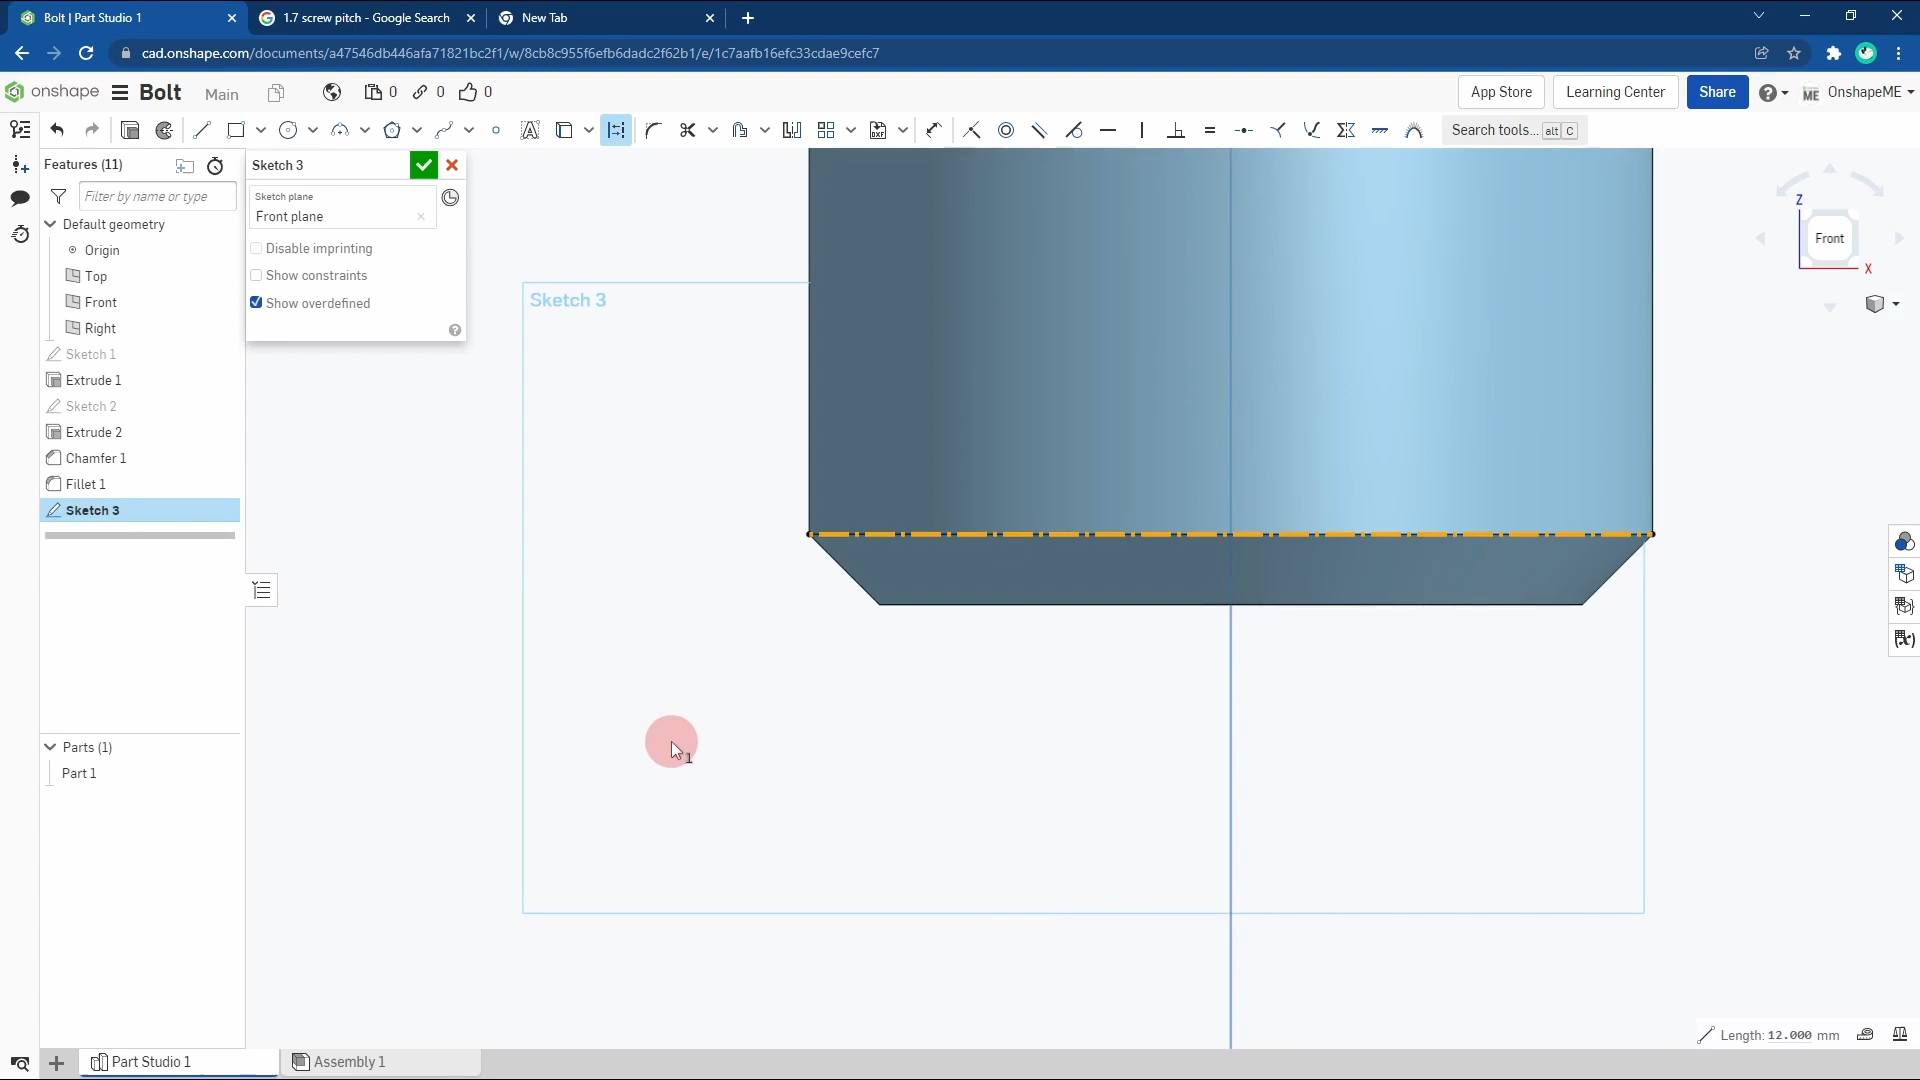 Bolt | Part Studio 1
1.7 screw pitch - Google Search
New Tab
cad.onshape.com/documents/a47546db446afa71821bc2f1/w/8cb8c955f6efb6dadc2f62b1/e/1c7aafb16efc33cdae9cefc7
onshape
Bolt
Main
0
0
0
App Store
Learning Center
Share
ME
OnshapeME
Search tools...
alt
C
Features (11)
Filter by name or type
Default geometry
Origin
Top
Front
Right
Sketch 1
Extrude 1
Sketch 2
Extrude 2
Chamfer 1
Fillet 1
Sketch 3
Parts (1)
Part 1
Sketch 3
Sketch plane
Front plane
Disable imprinting
Show constraints
Show overdefined
Sketch 3
Z
Front
X
1
Length: 12.000 mm
Part Studio 1
Assembly 1